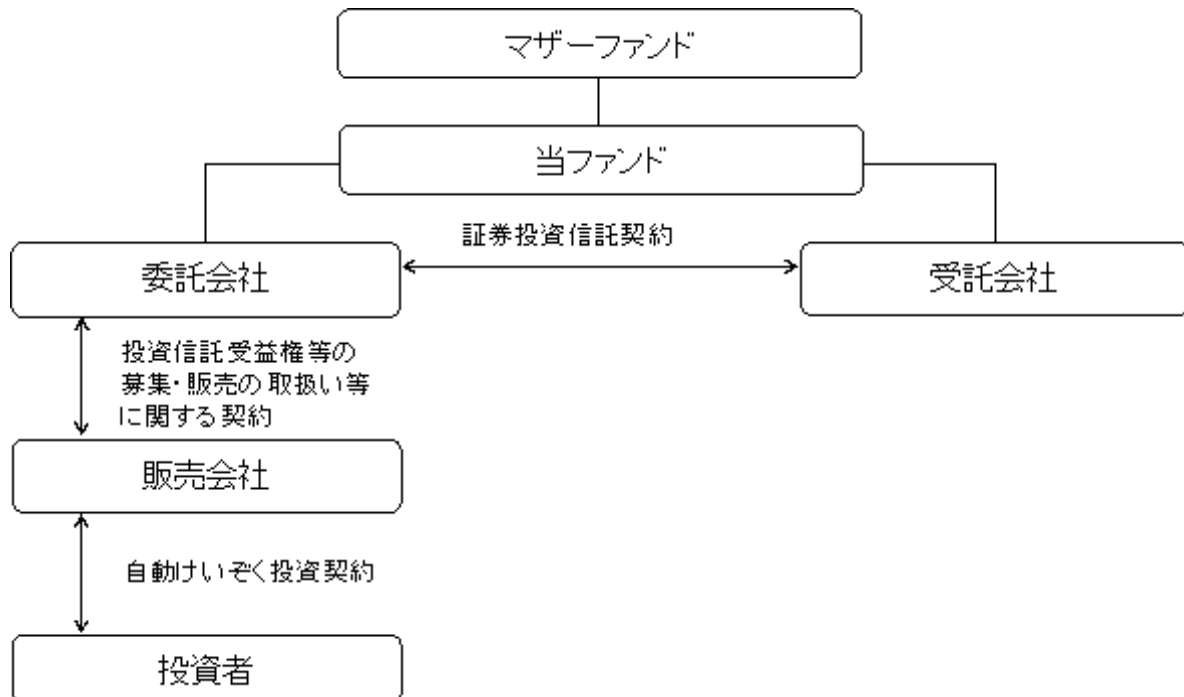 マザーファンド
当ファンド
証券投資信託契約
委託会社
受託会社
投資信託受益権等の
募集・販売の取扱い等
に関する契約
販売会社
自動けいぞく投資契約
投資者